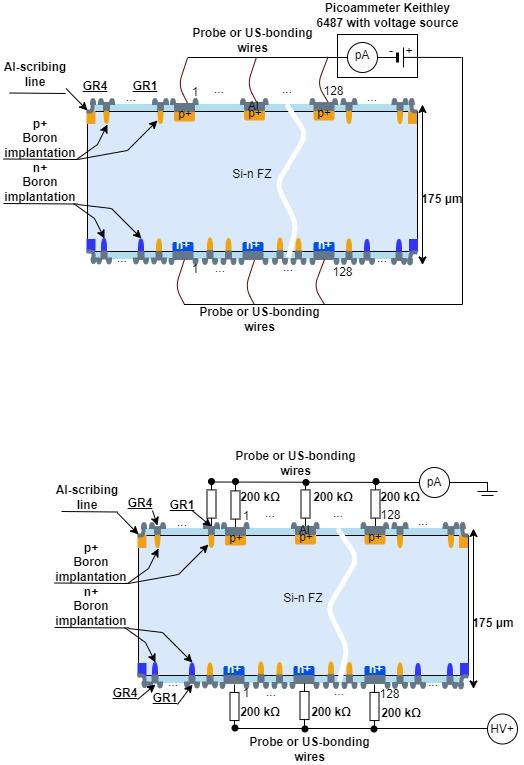 Picoammeter Keithley
6487 with voltage source
Probe or US-bonding
wires
pA
- +
Al-scribing
line
GR4
GR1
1
...
128
...
...
Al
p+
p+
p+
p+
Boron
implantation
n+
Boron
implantation
Si-n FZ
175 μm
n+
n+
n+
...
1
...
128
...
Probe or US-bonding
wires
Probe or US-bonding
wires
pA
Al-scribing
line
GR4
GR1
200 kΩ
200 kΩ
200 kΩ
...
1
...
...
128
...
Al
p+
p+
p+
p+
Boron
implantation
n+
Boron
implantation
Si-n FZ
175 μm
n+
n+
n+
GR4
GR1
...
1
...
128
...
200 kΩ
200 kΩ
200 kΩ
HV+
Probe or US-bonding
wires